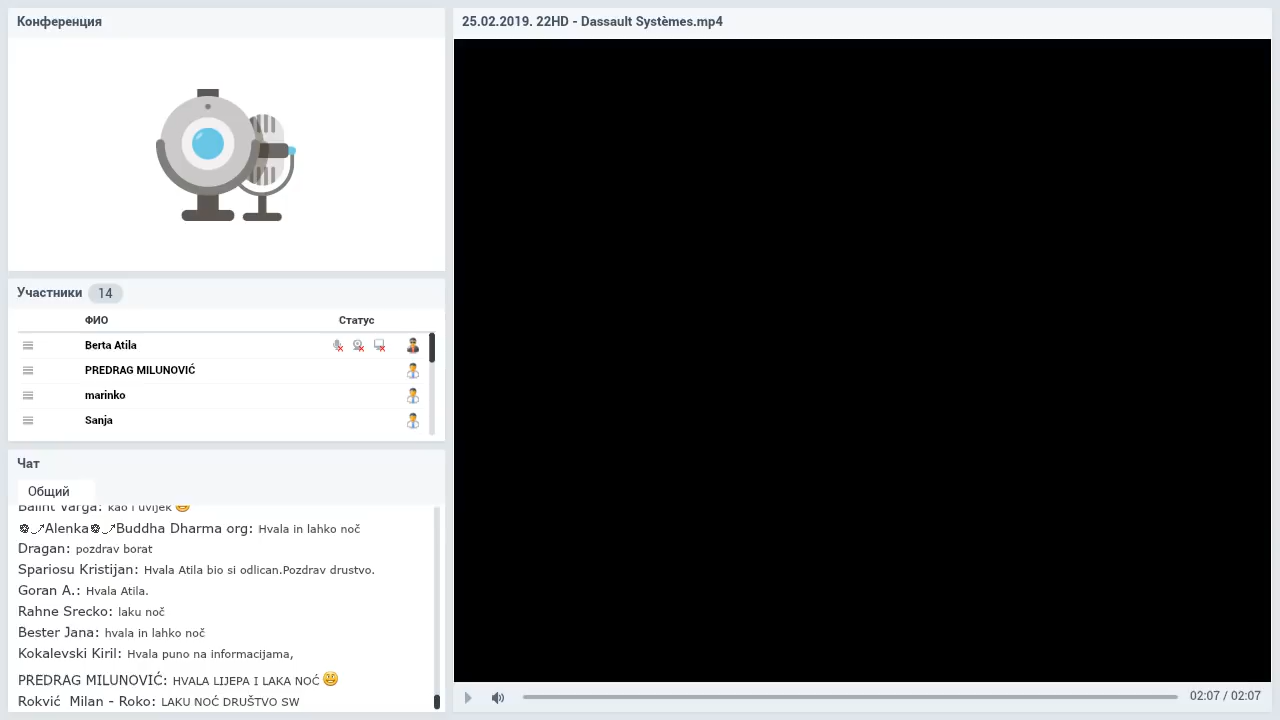 Конференция
25.02.2019. 22HD - Dassault Systèmes.mp4
Участники 14
ФИО Статус
Berta Atila
PREDRAG MILUNOVIĆ
marinko
Sanja
Чат
Общий
Balint Varga: kao i uvijek
Alenka Buddha Dharma org: Hvala in lahko noč
Dragan: pozdrav borat
Spariosu Kristijan: Hvala Atila bio si odlican.Pozdrav drustvo.
Goran A.: Hvala Atila.
Rahne Srecko: laku noč
Bester Jana: hvala in lahko noč
Kokalevski Kiril: Hvala puno na informacijama,
PREDRAG MILUNOVIĆ: HVALA LIJEPA I LAKA NOĆ
Rokvić Milan - Roko: LAKU NOĆ DRUŠTVO SW
02:07 / 02:07